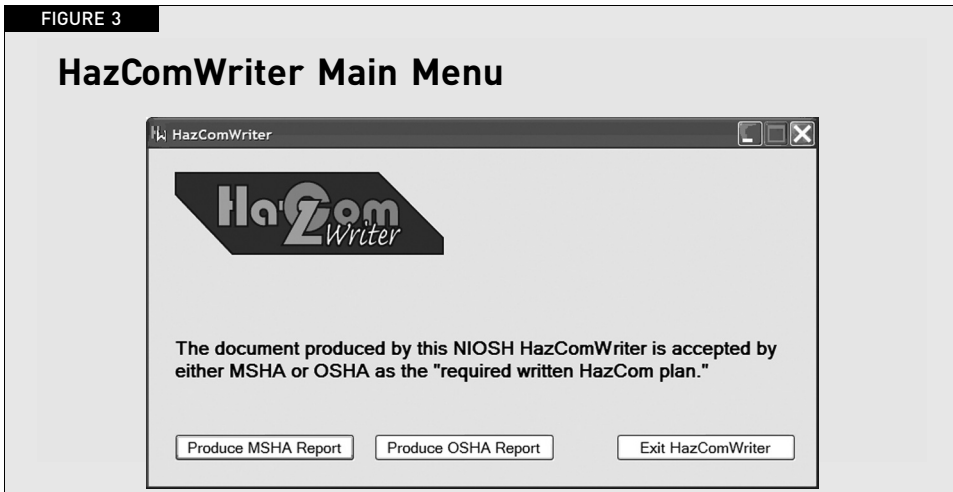 FIGURE 3
HazComWriter Main Menu
HazComWriter
HazCom
Writer
The document produced by this NIOSH HazComWriter is accepted by
either MSHA or OSHA as the "required written HazCom plan."
Produce MSHA Report
Produce OSHA Report
Exit HazComWriter